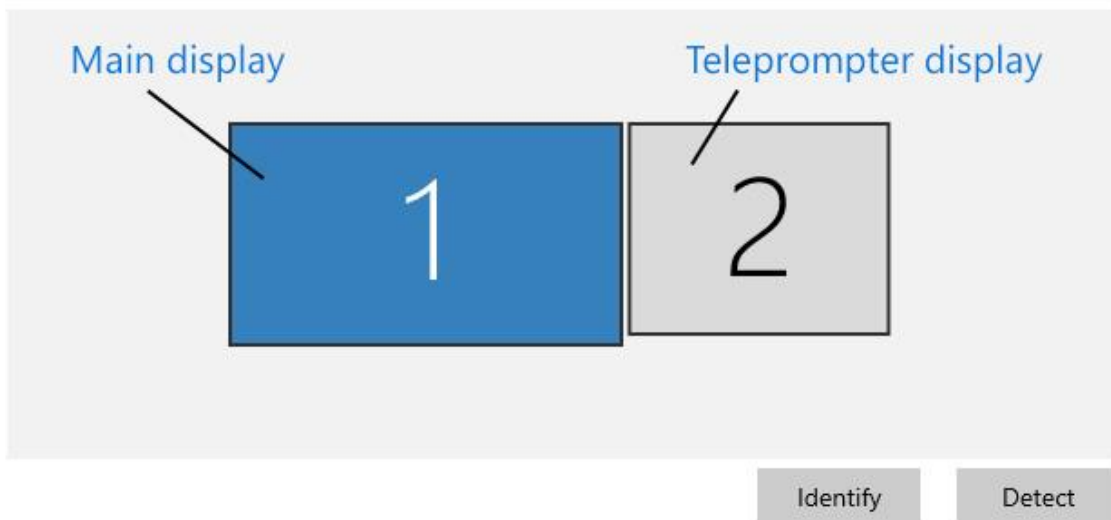 Main display
Teleprompter display
1
2
Identify
Detect